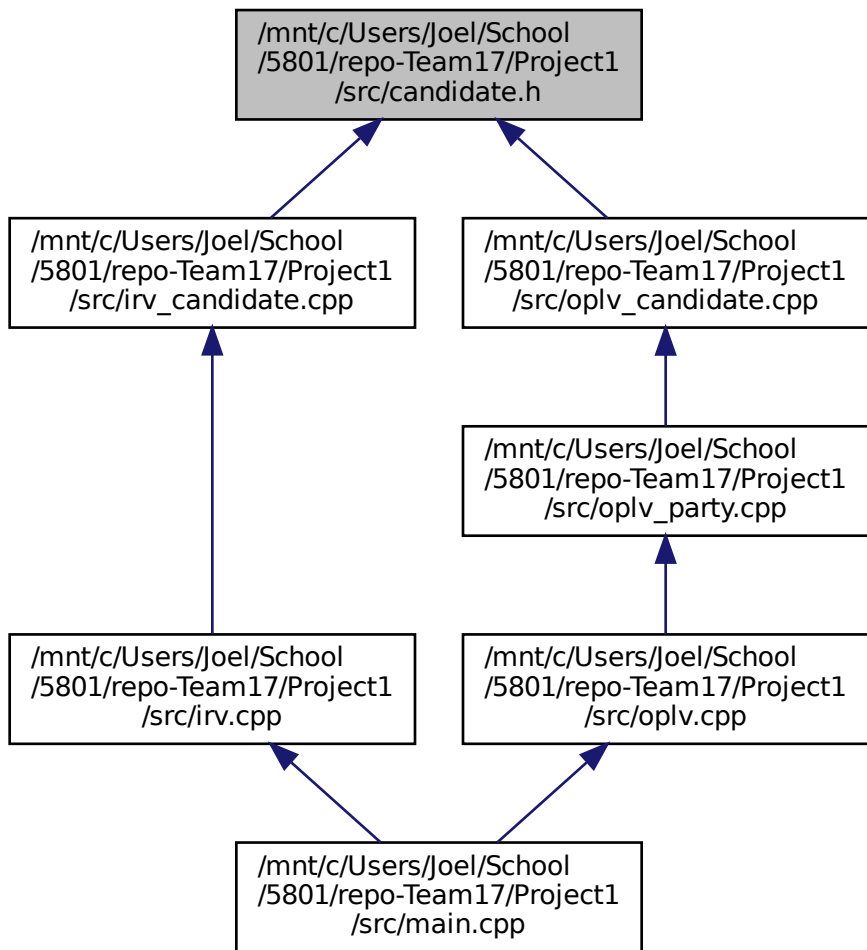 /mnt/c/Users/Joel/School
/5801/repo-Team17/Project1
/src/candidate.h
/mnt/c/Users/Joel/School
/5801/repo-Team17/Project1
/src/irv_candidate.cpp
/mnt/c/Users/Joel/School
/5801/repo-Team17/Project1
/src/oplv_candidate.cpp
/mnt/c/Users/Joel/School
/5801/repo-Team17/Project1
/src/oplv_party.cpp
/mnt/c/Users/Joel/School
/5801/repo-Team17/Project1
/src/irv.cpp
/mnt/c/Users/Joel/School
/5801/repo-Team17/Project1
/src/oplv.cpp
/mnt/c/Users/Joel/School
/5801/repo-Team17/Project1
/src/main.cpp